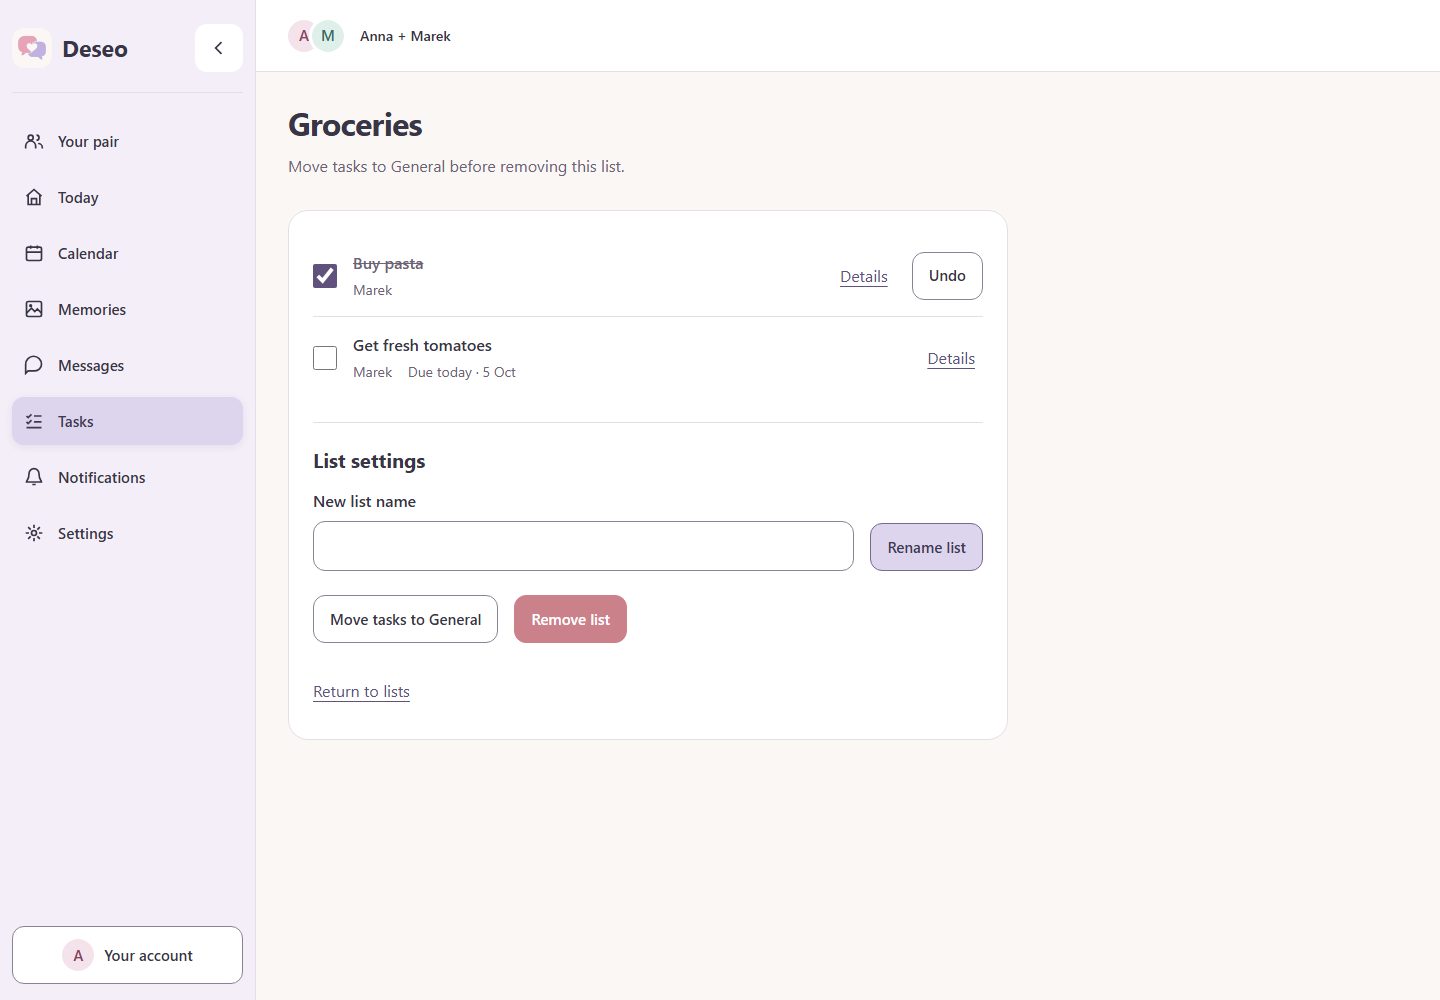 Deseo
Your pair
Today
Calendar
Memories
Messages
Tasks
Notifications
Settings
A Your account
A M Anna + Marek
Groceries
Move tasks to General before removing this list.
Buy pasta
Marek
Details
Undo
Get fresh tomatoes
Marek Due today · 5 Oct
Details
List settings
New list name
Rename list
Move tasks to General
Remove list
Return to lists